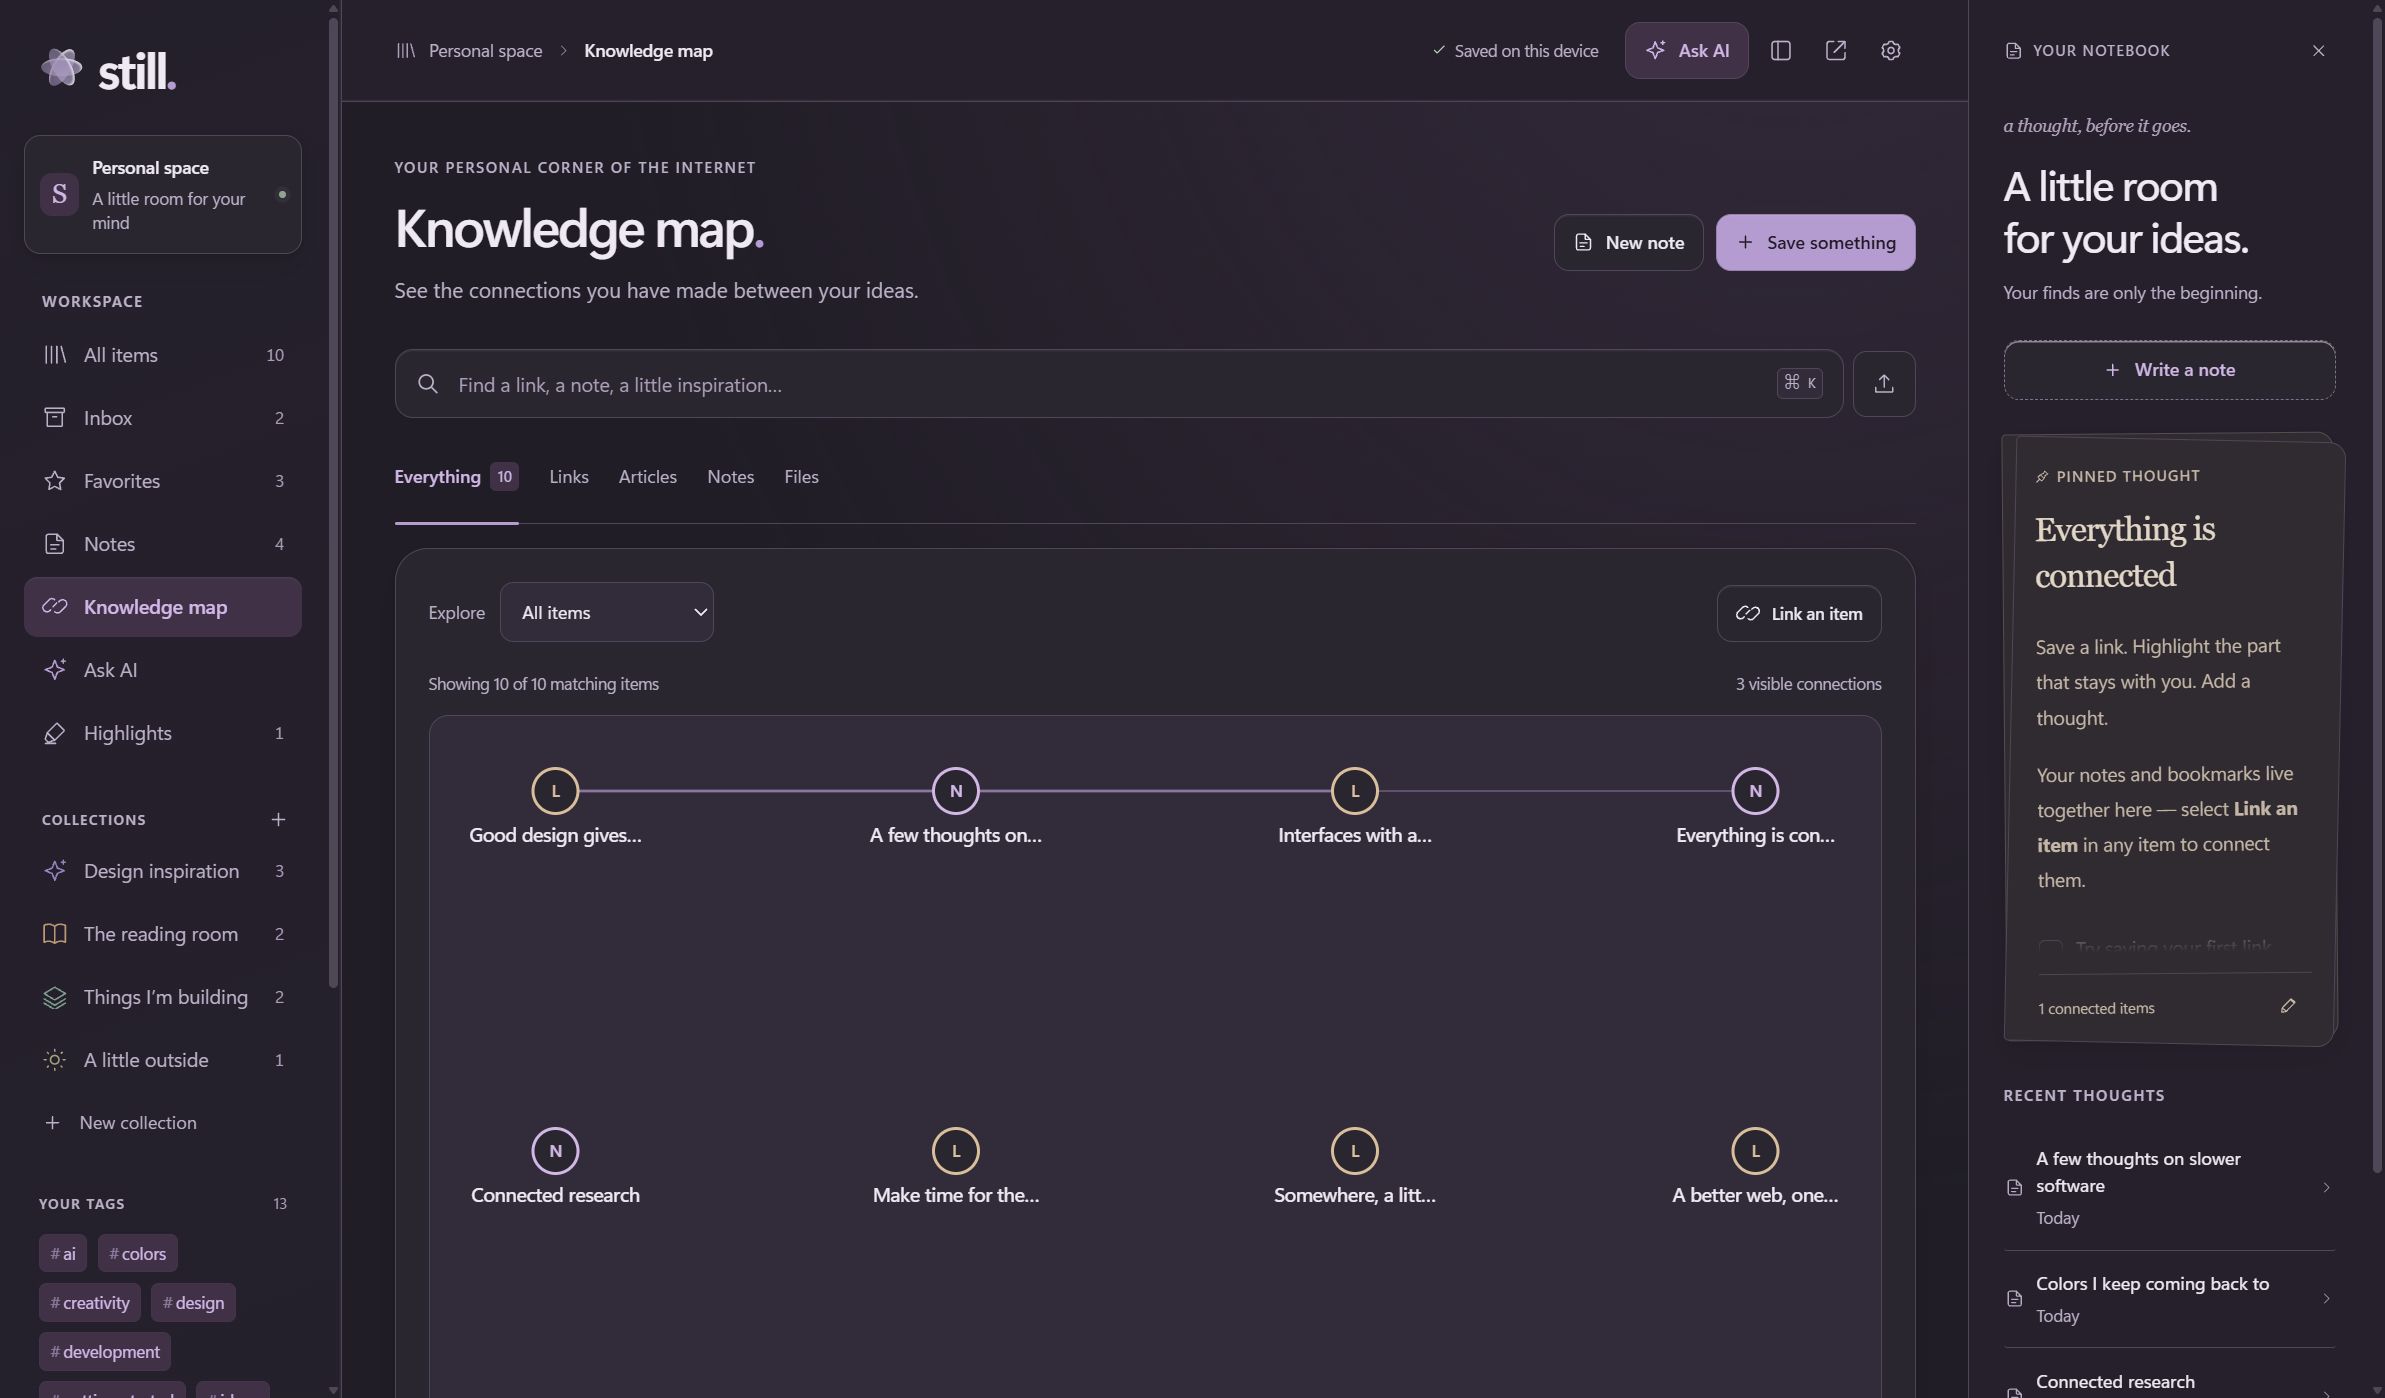 still.
Personal space
S
A little room for your
mind
WORKSPACE
All items 10
Inbox 2
Favorites 3
Notes 4
Knowledge map
Ask AI
Highlights 1
COLLECTIONS
Design inspiration 3
The reading room 2
Things I'm building 2
A little outside 1
New collection
YOUR TAGS 13
#ai #colors
#creativity #design
#development
Personal space > Knowledge map
Saved on this device
Ask AI
YOUR PERSONAL CORNER OF THE INTERNET
Knowledge map.
See the connections you have made between your ideas.
New note
Save something
Find a link, a note, a little inspiration...
⌘ K
Everything 10 Links Articles Notes Files
Explore All items
Link an item
Showing 10 of 10 matching items
3 visible connections
L N L N
Good design gives... A few thoughts on... Interfaces with a... Everything is con...
N L L L
Connected research Make time for the... Somewhere, a litt... A better web, one...
YOUR NOTEBOOK
a thought, before it goes.
A little room
for your ideas.
Your finds are only the beginning.
Write a note
PINNED THOUGHT
Everything is
connected
Save a link. Highlight the part
that stays with you. Add a
thought.
Your notes and bookmarks live
together here — select Link an
item in any item to connect
them.
Try saving your first link
1 connected items
RECENT THOUGHTS
A few thoughts on slower
software
Today
Colors I keep coming back to
Today
Connected research